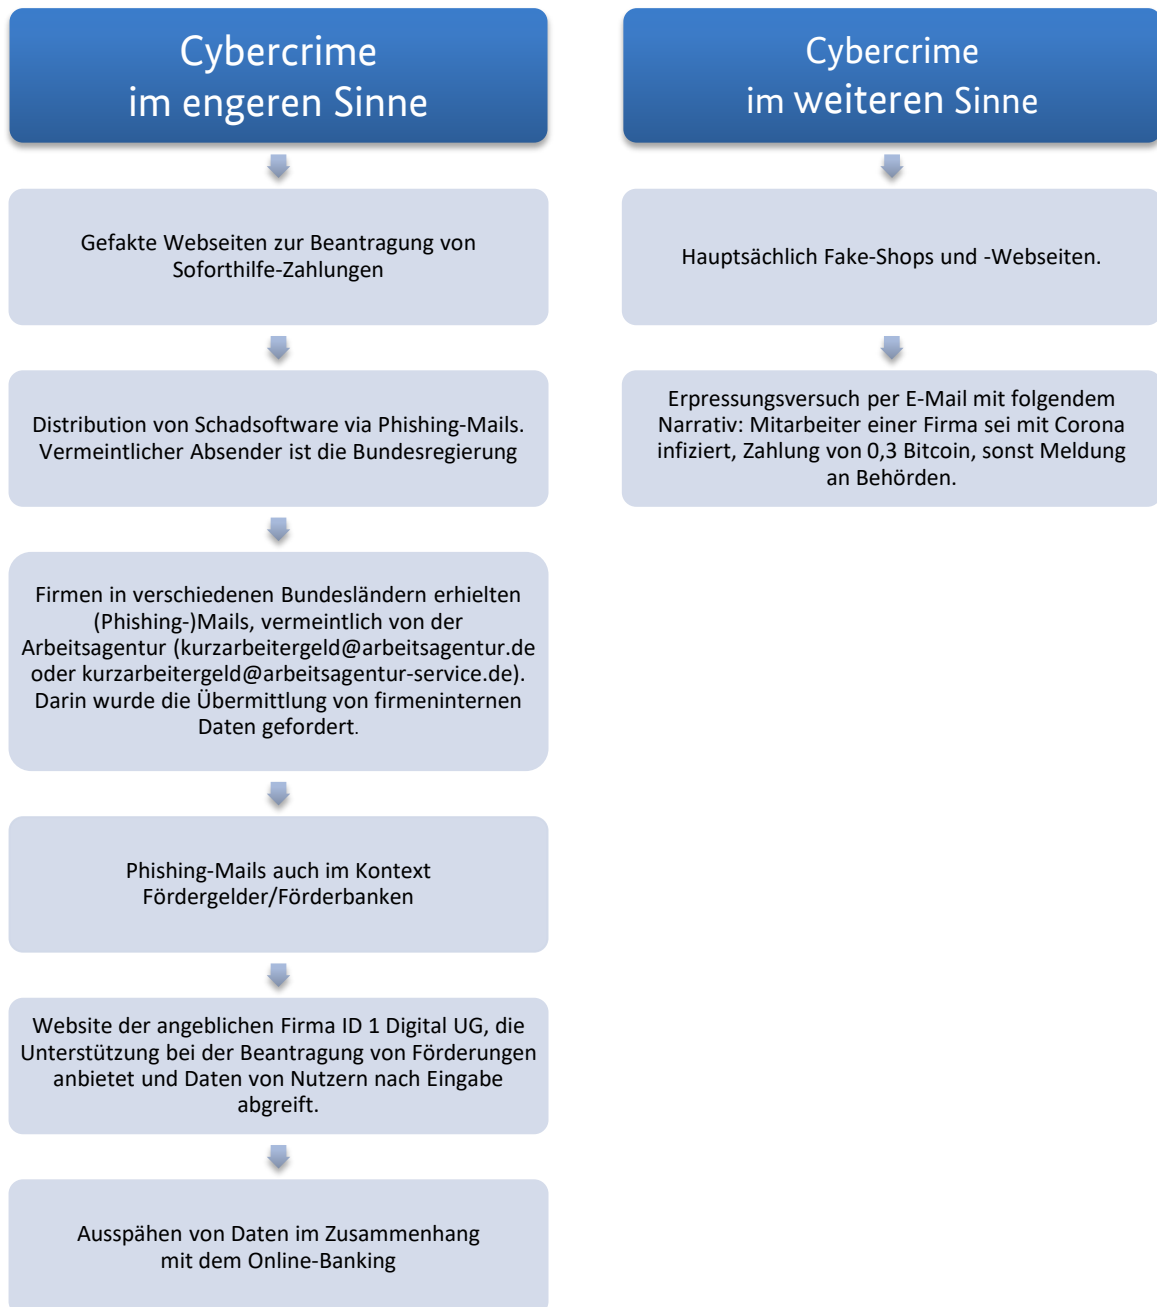 Cybercrime
im engeren Sinne
Gefakte Webseiten zur Beantragung von
Soforthilfe-Zahlungen
Distribution von Schadsoftware via Phishing-Mails.
Vermeintlicher Absender ist die Bundesregierung
Firmen in verschiedenen Bundesländern erhielten
(Phishing-)Mails, vermeintlich von der
Arbeitsagentur (kurzarbeitergeld@arbeitsagentur.de
oder kurzarbeitergeld@arbeitsagentur-service.de).
Darin wurde die Übermittlung von firmeninternen
Daten gefordert.
Phishing-Mails auch im Kontext
Fördergelder/Förderbanken
Website der angeblichen Firma ID 1 Digital UG, die
Unterstützung bei der Beantragung von Förderungen
anbietet und Daten von Nutzern nach Eingabe
abgreift.
Ausspähen von Daten im Zusammenhang
mit dem Online-Banking
Cybercrime
im weiteren Sinne
Hauptsächlich Fake-Shops und -Webseiten.
Erpressungsversuch per E-Mail mit folgendem
Narrativ: Mitarbeiter einer Firma sei mit Corona
infiziert, Zahlung von 0,3 Bitcoin, sonst Meldung
an Behörden.